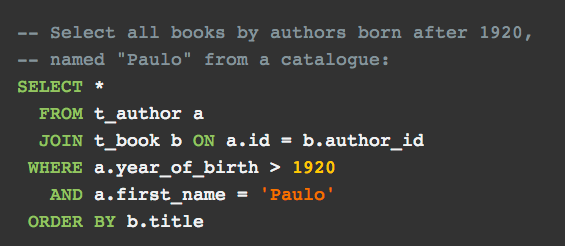 -- Select all books by authors born after 1920,
-- named "Paulo" from a catalogue:
SELECT *
  FROM t_author a
  JOIN t_book b ON a.id = b.author_id
 WHERE a.year_of_birth > 1920
   AND a.first_name = 'Paulo'
 ORDER BY b.title